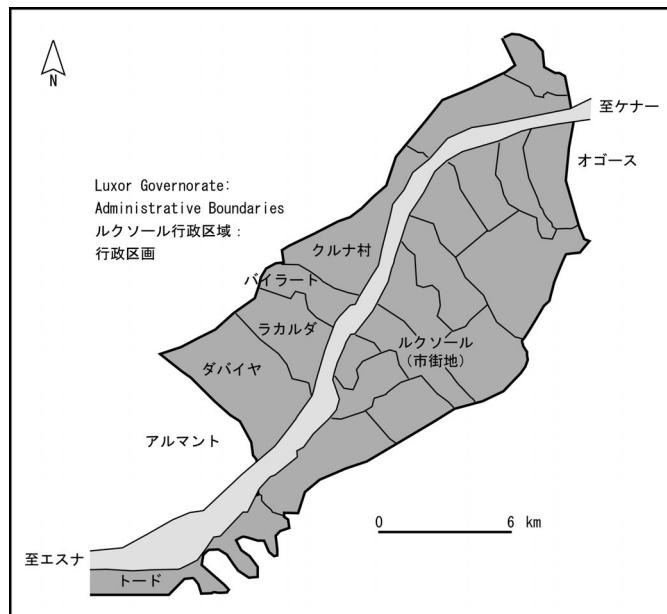 N
至ケナー
オゴース
Luxor Governorate:
Administrative Boundaries
ルクソール行政区域：
行政区画
クルナ村
バイラート
ラカルダ
ルクソール
（市街地）
ダバイヤ
アルマント
0 6 km
至エスナ
トード